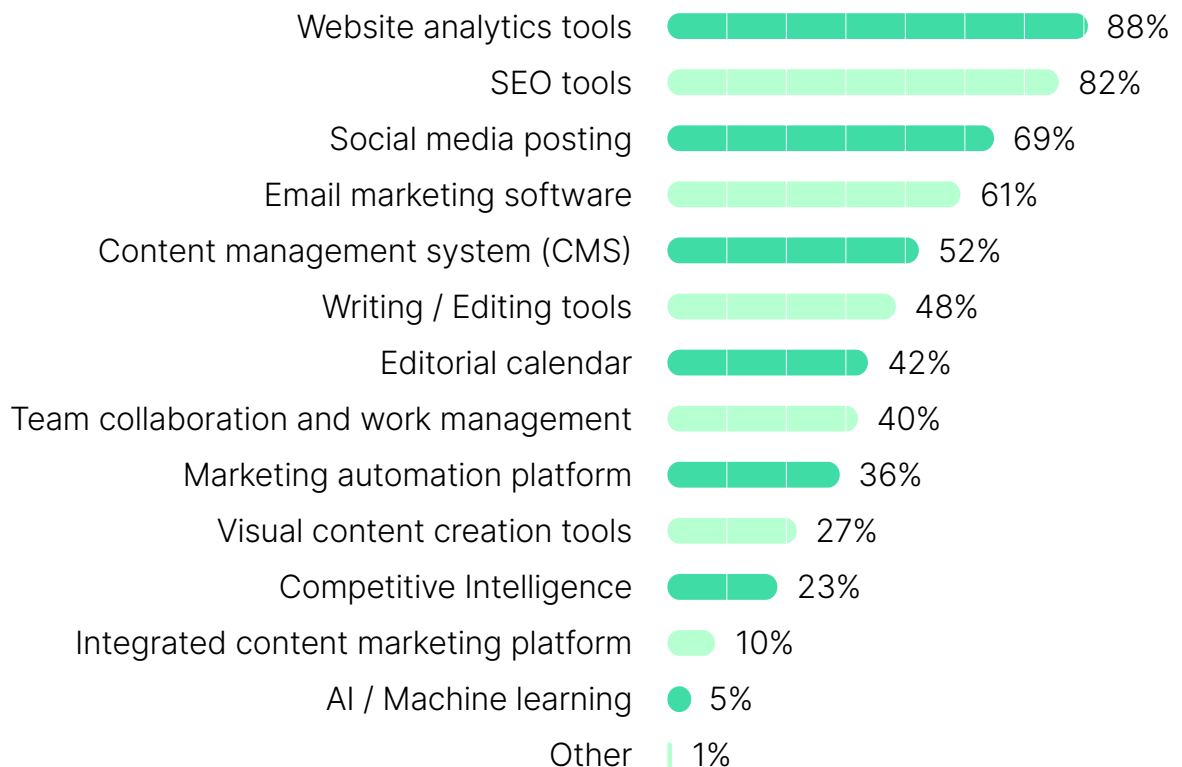 Website analytics tools 88%
SEO tools 82%
Social media posting 69%
Email marketing software 61%
Content management system (CMS) 52%
Writing / Editing tools 48%
Editorial calendar 42%
Team collaboration and work management 40%
Marketing automation platform 36%
Visual content creation tools 27%
Competitive Intelligence 23%
Integrated content marketing platform 10%
AI / Machine learning 5%
Other 1%